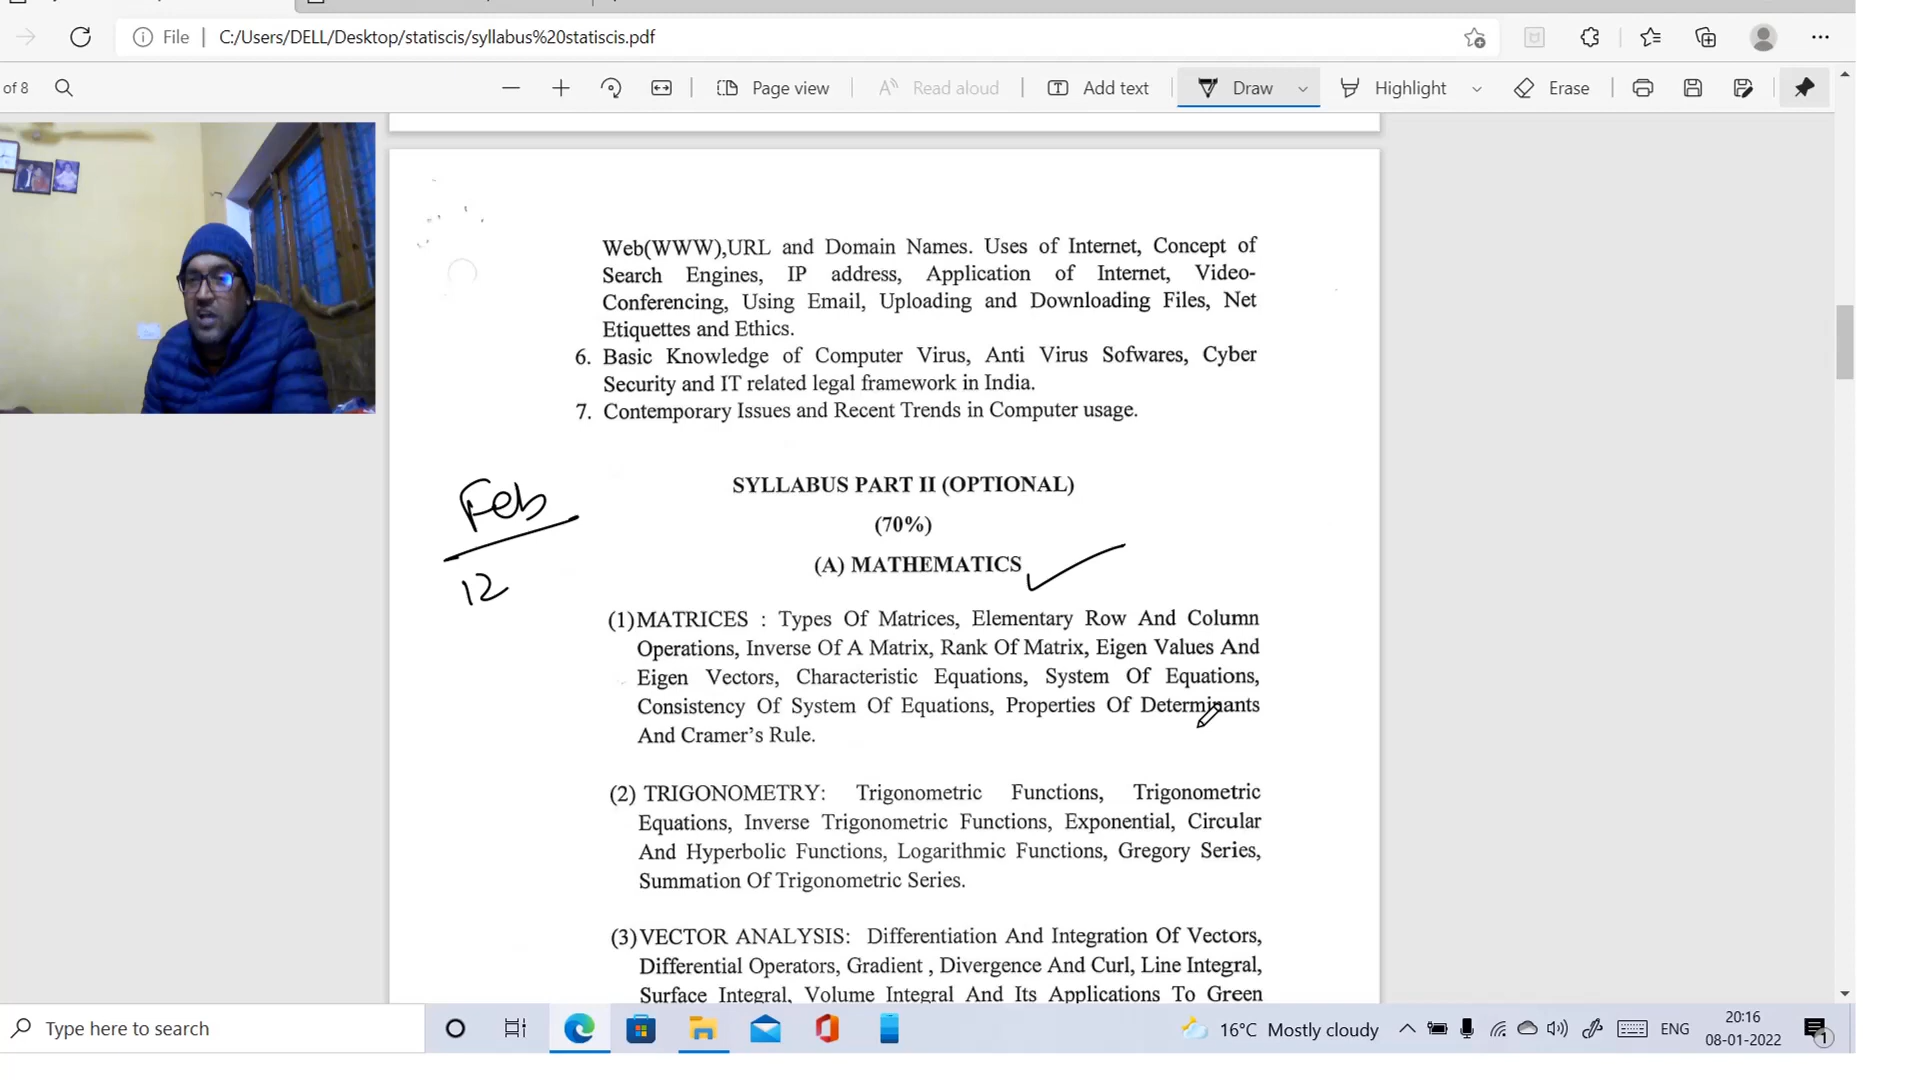 File
C:/Users/DELL/Desktop/statiscis/syllabus%20statiscis.pdf
of 8
Page view
Read aloud
Add text
Draw
Highlight
Erase
Web(WWW),URL and Domain Names. Uses of Internet, Concept of
Search Engines, IP address, Application of Internet, Video-
Conferencing, Using Email, Uploading and Downloading Files, Net
Etiquettes and Ethics.
6. Basic Knowledge of Computer Virus, Anti Virus Sofwares, Cyber
Security and IT related legal framework in India.
7. Contemporary Issues and Recent Trends in Computer usage.
SYLLABUS PART II (OPTIONAL)
(70%)
(A) MATHEMATICS
Feb
12
(1)MATRICES : Types Of Matrices, Elementary Row And Column
Operations, Inverse Of A Matrix, Rank Of Matrix, Eigen Values And
Eigen Vectors, Characteristic Equations, System Of Equations,
Consistency Of System Of Equations, Properties Of Determinants
And Cramer's Rule.
(2) TRIGONOMETRY: Trigonometric Functions, Trigonometric
Equations, Inverse Trigonometric Functions, Exponential, Circular
And Hyperbolic Functions, Logarithmic Functions, Gregory Series,
Summation Of Trigonometric Series.
(3)VECTOR ANALYSIS: Differentiation And Integration Of Vectors,
Differential Operators, Gradient , Divergence And Curl, Line Integral,
Surface Integral, Volume Integral And Its Applications To Green
Type here to search
16°C Mostly cloudy
ENG
20:16
08-01-2022
1